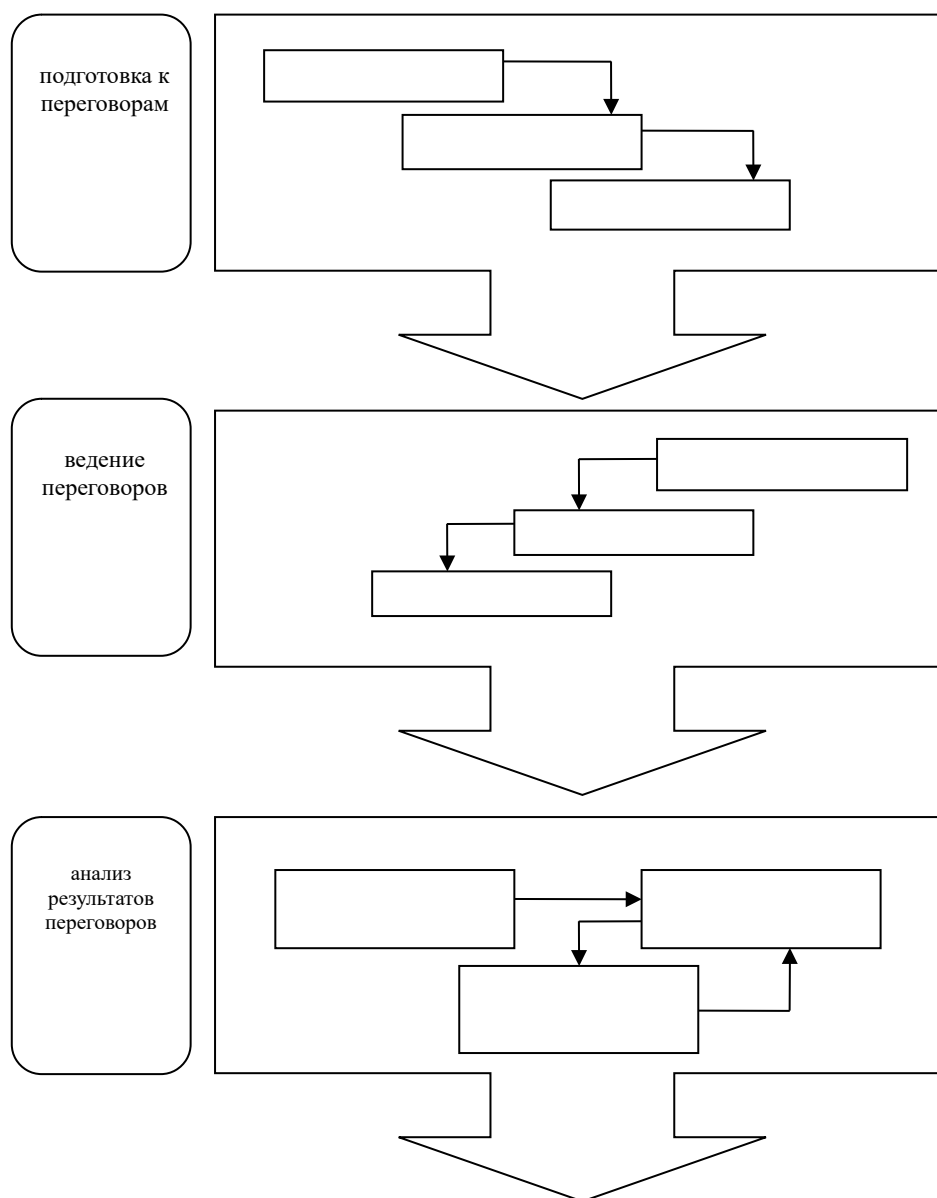 подготовка к
переговорам
ведение
переговоров
анализ
результатов
переговоров